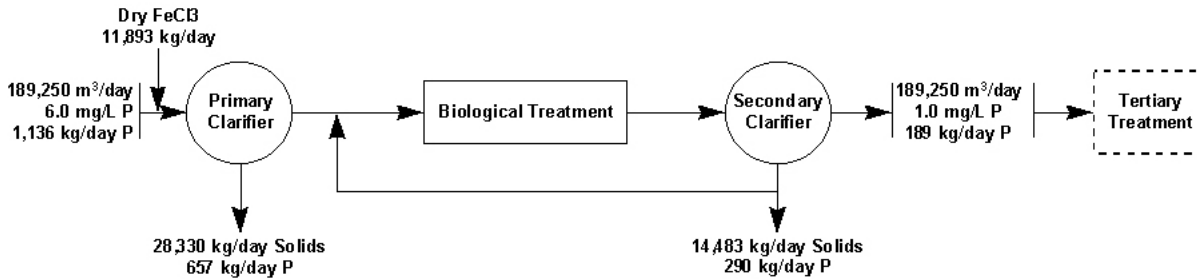 Dry FeCl3
11,893 kg/day
189,250 m³/day
6.0 mg/L P
1,136 kg/day P
Primary
Clarifier
Biological Treatment
Secondary
Clarifier
189,250 m³/day
1.0 mg/L P
189 kg/day P
Tertiary
Treatment
28,330 kg/day Solids
657 kg/day P
14,483 kg/day Solids
290 kg/day P